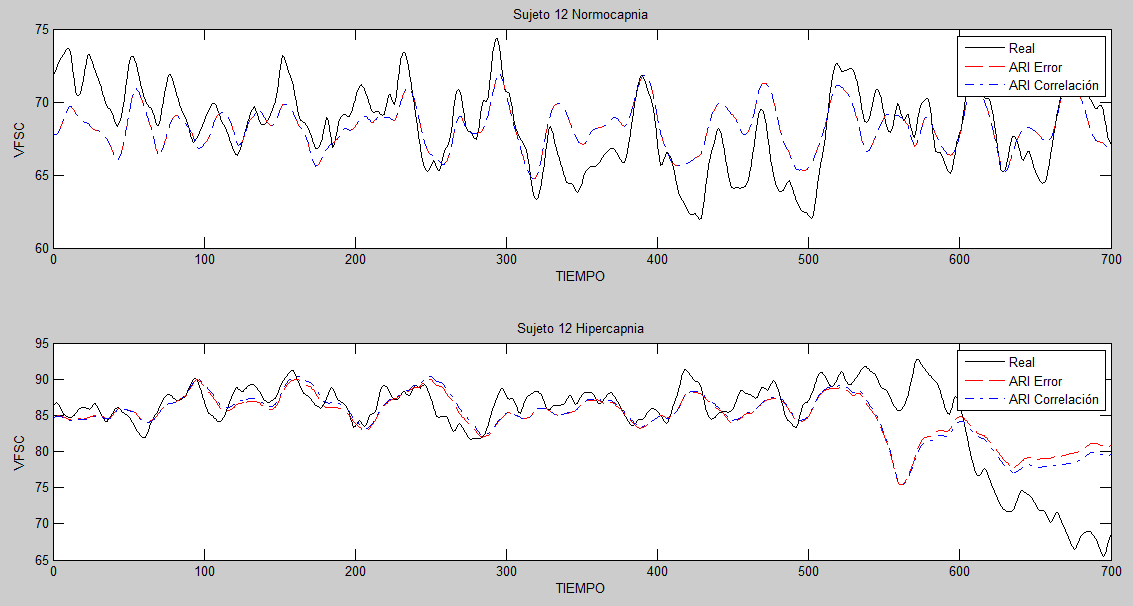 Sujeto 12 Normocapnia
75
70
65
60
VFSC
0 100 200 300 400 500 600 700
TIEMPO
Real
ARI Error
ARI Correlación
Sujeto 12 Hipercapnia
95
90
85
80
75
70
65
VFSC
0 100 200 300 400 500 600 700
TIEMPO
Real
ARI Error
ARI Correlación